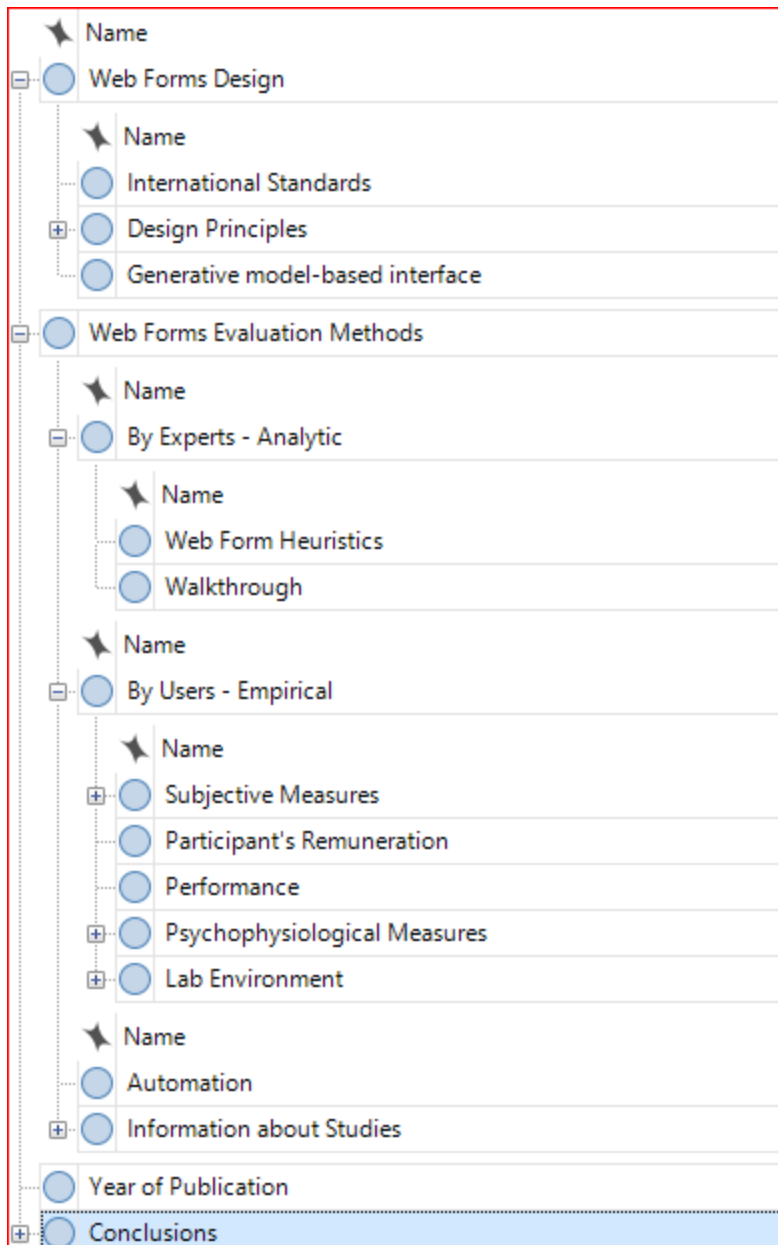 Name
Web Forms Design
Name
International Standards
Design Principles
Generative model-based interface
Web Forms Evaluation Methods
Name
By Experts - Analytic
Name
Web Form Heuristics
Walkthrough
Name
By Users - Empirical
Name
Subjective Measures
Participant's Remuneration
Performance
Psychophysiological Measures
Lab Environment
Name
Automation
Information about Studies
Year of Publication
Conclusions